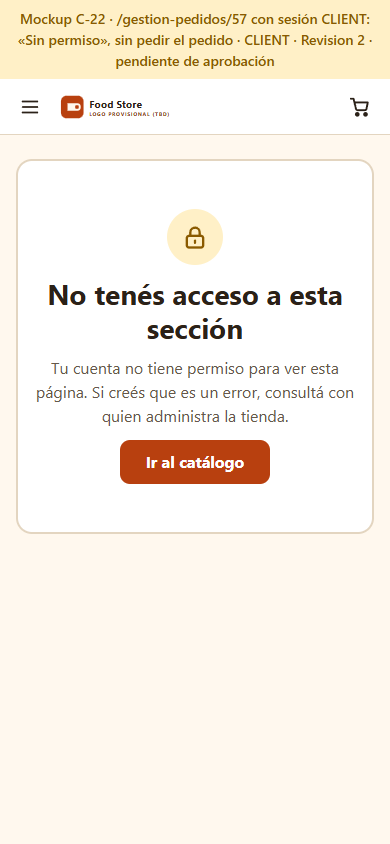 Mockup C-22 · /gestion-pedidos/57 con sesión CLIENT:
«Sin permiso», sin pedir el pedido · CLIENT · Revision 2 ·
pendiente de aprobación
Food Store
LOGO PROVISIONAL (TBD)
No tenés acceso a esta
sección
Tu cuenta no tiene permiso para ver esta
página. Si creés que es un error, consultá con
quien administra la tienda.
Ir al catálogo